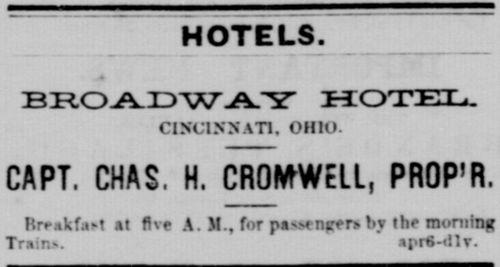 HOTELS.
BROADWAY HOTEL.
CINCINNATI, OHIO.
CAPT. CHAS. H. CROMWELL, PROP'R.
Breakfast at five A. M., for passengers by the morning
Trains. apr6-d1y.